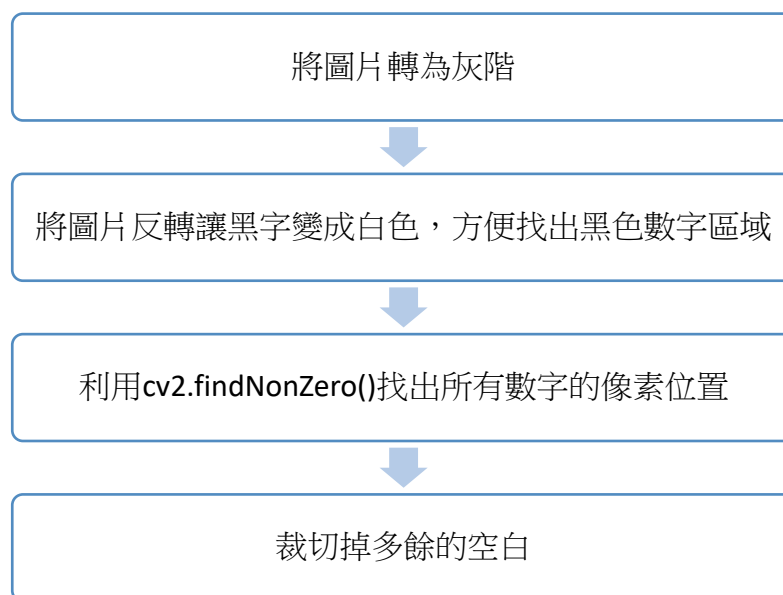 將圖片轉為灰階
將圖片反轉讓黑字變成白色，方便找出黑色數字區域
利用cv2.findNonZero()找出所有數字的像素位置
裁切掉多餘的空白